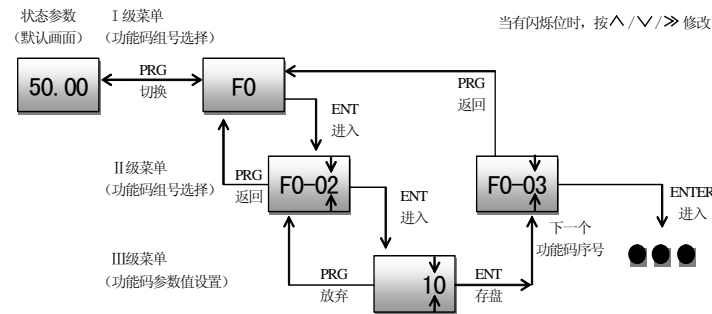 状态参数
（默认画面）
Ⅰ级菜单
（功能码组号选择）
当有闪烁位时，按∧/∨/≫修改
50.00
PRG
切换
F0
PRG
返回
ENT
进入
Ⅱ级菜单
（功能码组号选择）
PRG
返回
F0-02
ENT
进入
F0-03
ENTER
进入
下一个
功能码序号
Ⅲ级菜单
（功能码参数值设置）
PRG
放弃
10
ENT
存盘